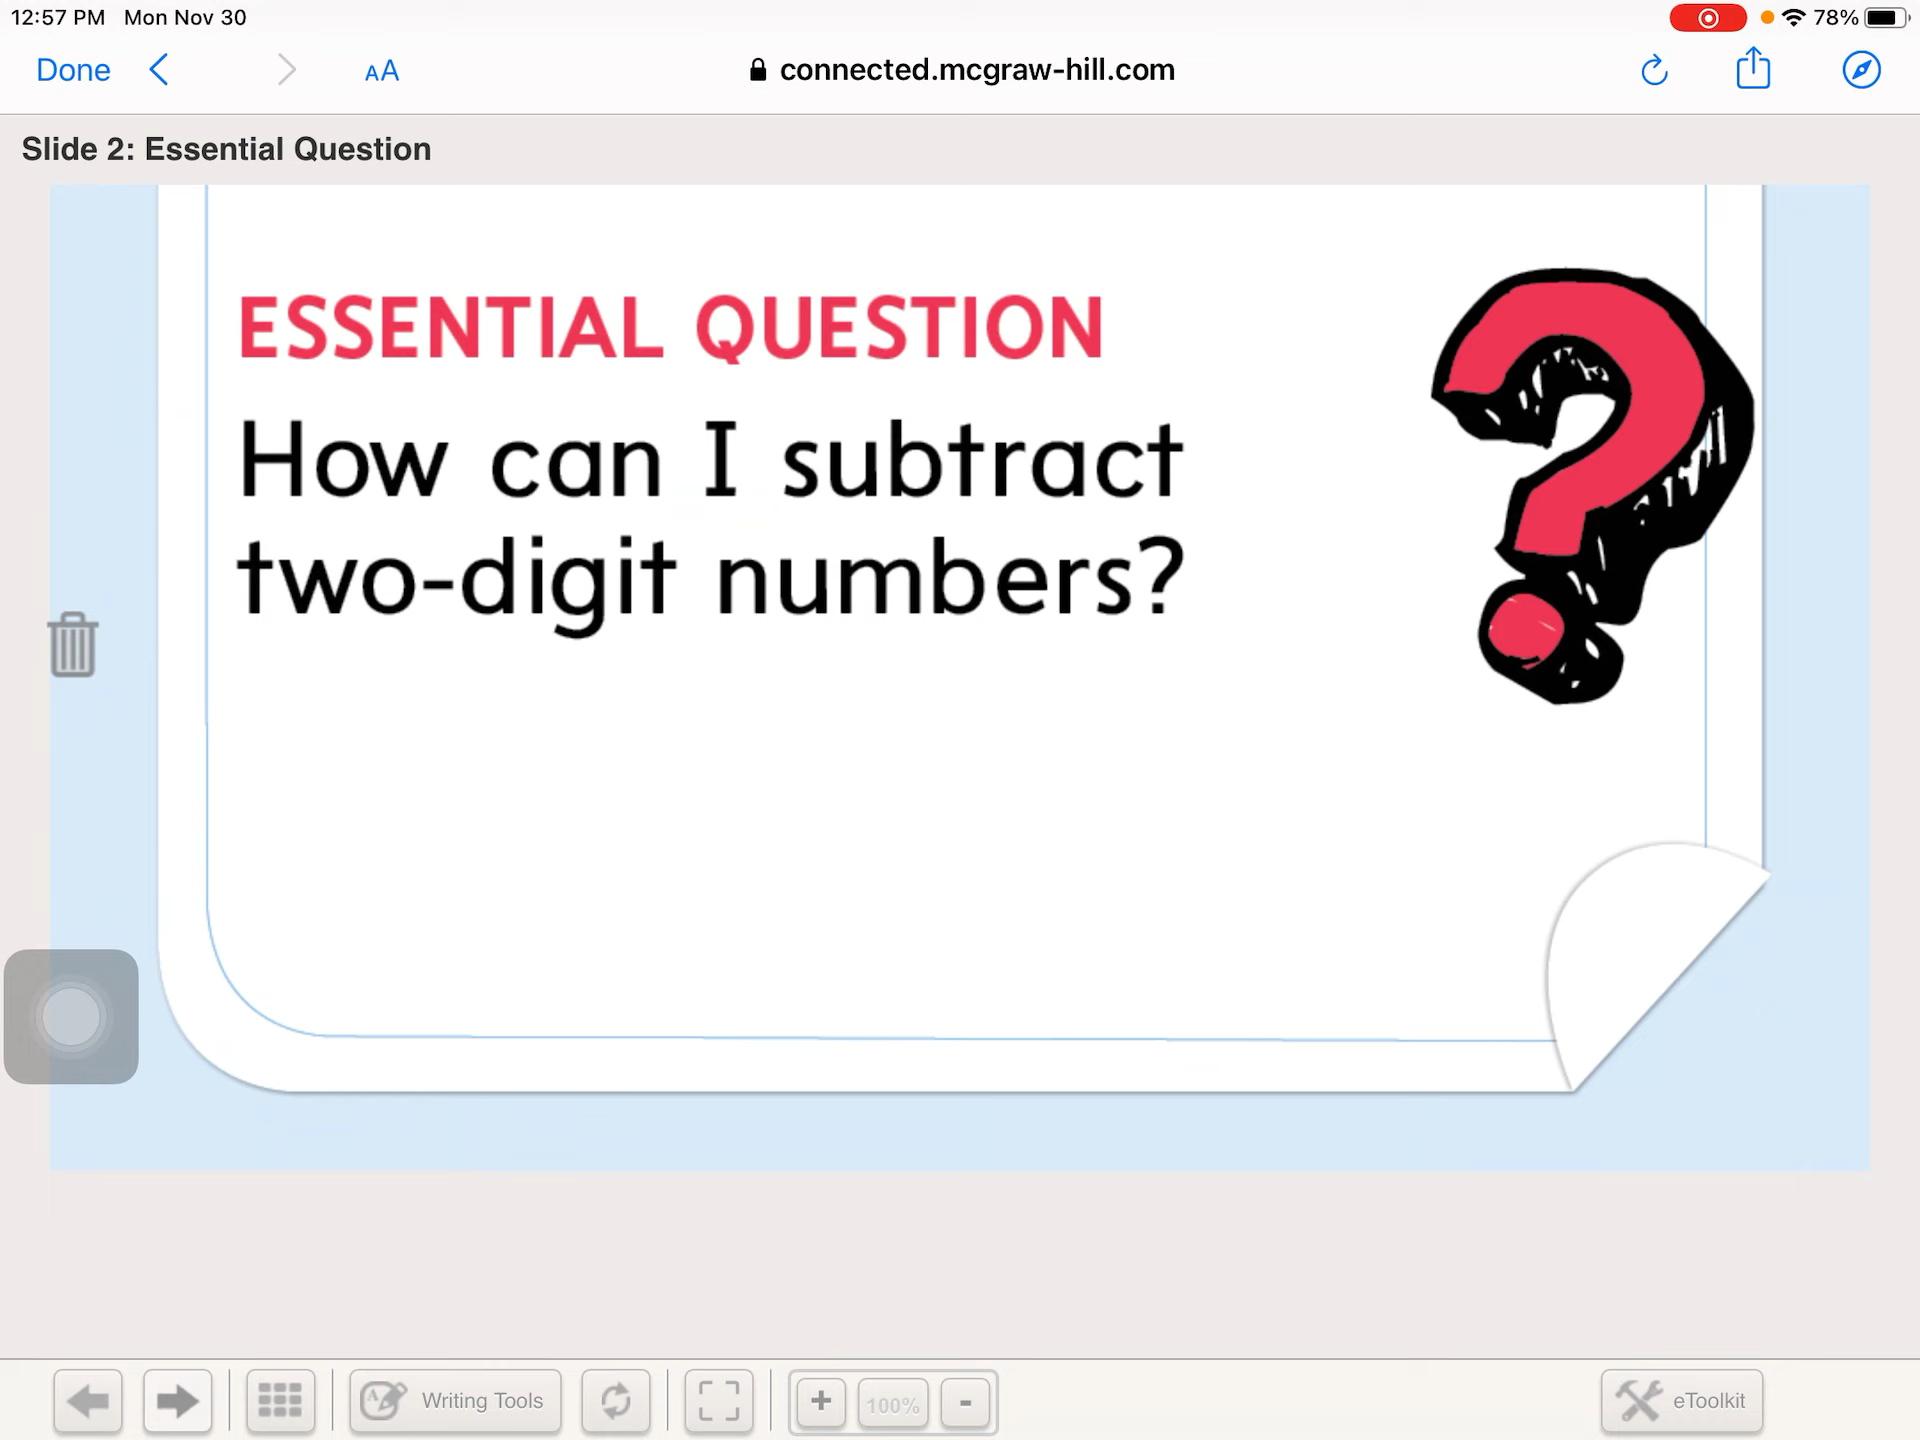 12:57 PM Mon Nov 30 78%
Done AA connected.mcgraw-hill.com
Slide 2: Essential Question
ESSENTIAL QUESTION
How can I subtract
two-digit numbers?
Writing Tools + 100% - eToolkit